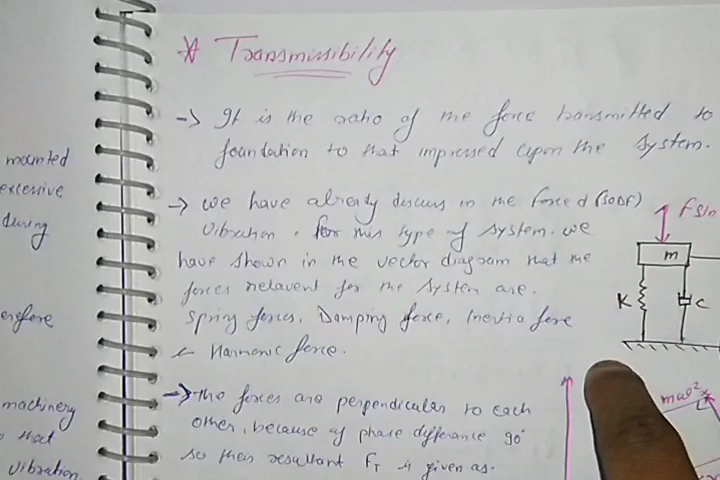 mounted
excessive
during
machinery
that
vibration
* Transmissibility
→ It is the ratio of the force transmitted to
foundation to that impressed upon the system.
→ we have already discuss in the forced (SODF)
Vibration. for this type of system. we
have shown in the vector diagram that the
forces relavent for the system are.
Spring forces, Damping force, Inertia force
& Harmonic force.
→ The forces are perpendicular to each
other, because of phase difference 90°
so then resultant FT is given as.
F sin
m
K
C
mω²x